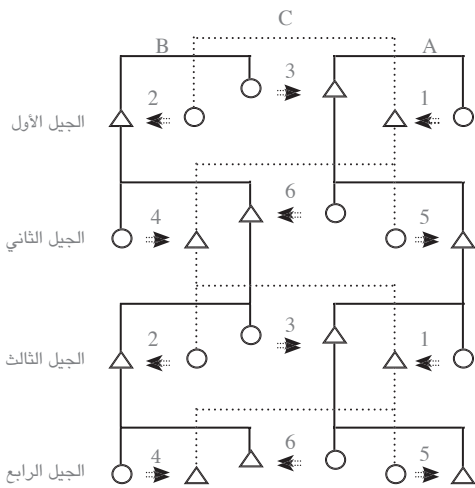 C
B A
3
2 1
الجيل الأول
6
4 5
الجيل الثاني
3
2 1
الجيل الثالث
6
4 5
الجيل الرابع